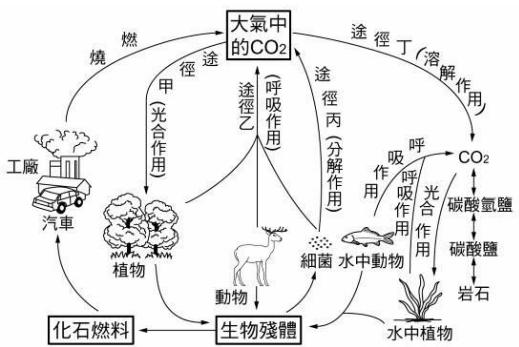 大氣中
的CO₂
燃燒
途徑甲(光合作用)
途徑乙
(呼吸作用)
途徑丙(分解作用)
途徑丁(溶解作用)
工廠
汽車
植物
動物
細菌
水中動物
呼吸作用
呼吸作用
光合作用
CO₂
碳酸氫鹽
碳酸鹽
岩石
水中植物
化石燃料
生物殘體